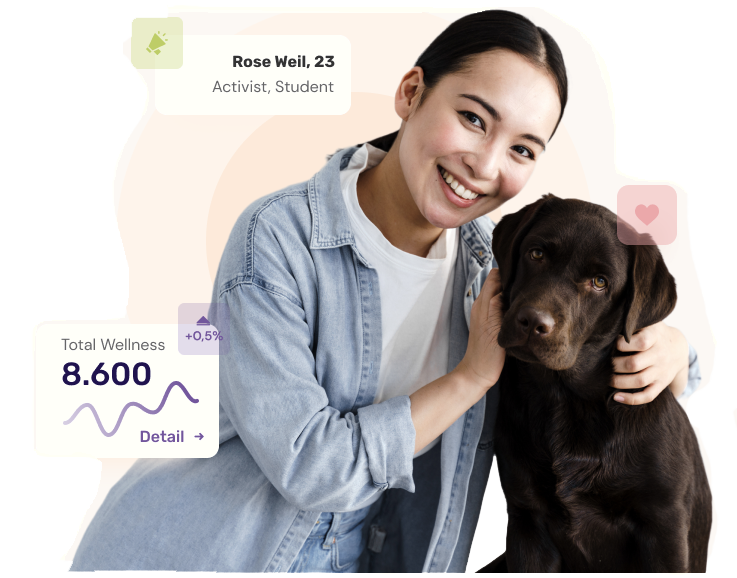 Rose Weil, 23
Activist, Student
+0,5%
Total Wellness
8.600
Detail →